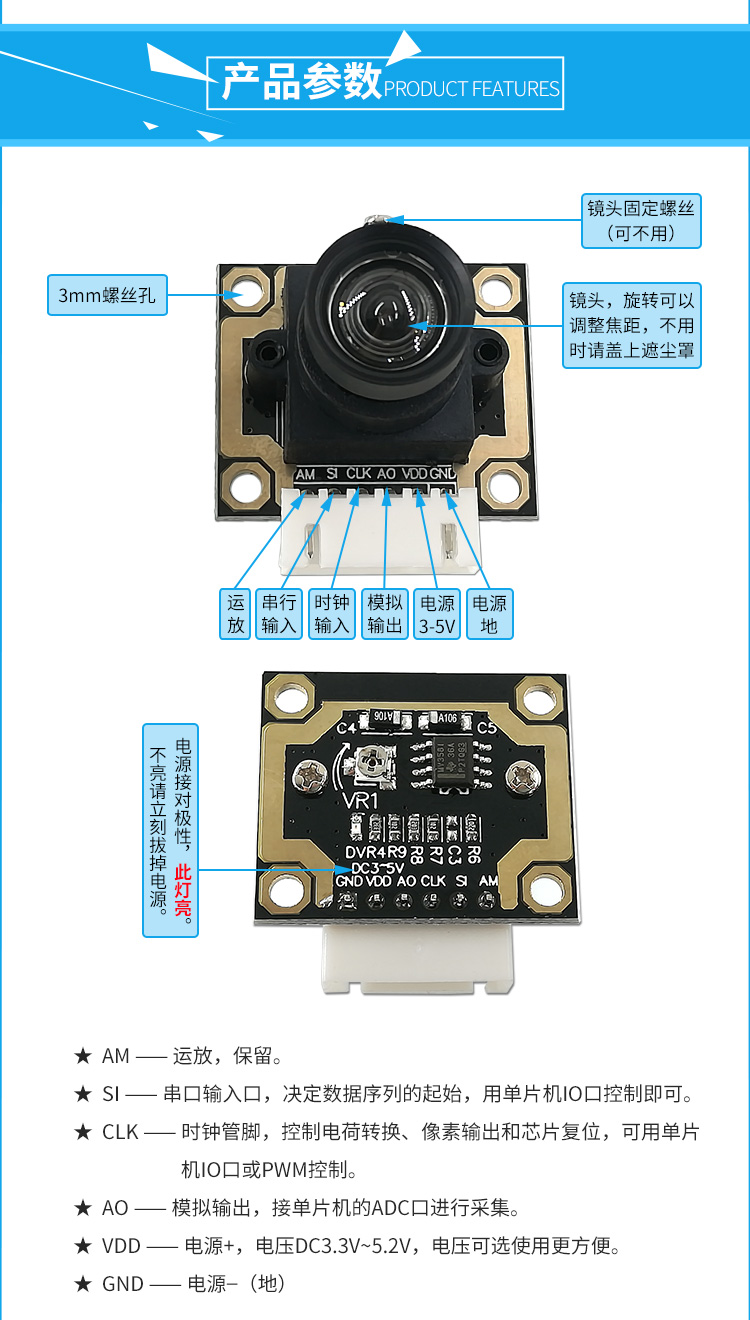 产品参数PRODUCT FEATURES
镜头固定螺丝
（可不用）
3mm螺丝孔
镜头，旋转可以
调整焦距，不用
时请盖上遮尘罩
AM SI CLK AO VDD GND
运放
串行输入
时钟输入
模拟输出
电源3-5V
电源地
电源接对极性，此灯亮。
不亮请立刻拔掉电源。
C4 A106 A106 C5
VR1
DVR4R9 R8 R7 C3 R6
DC3-5V
GND VDD AO CLK SI AM
★ AM —— 运放，保留。
★ SI —— 串口输入口，决定数据序列的起始，用单片机IO口控制即可。
★ CLK —— 时钟管脚，控制电荷转换、像素输出和芯片复位，可用单片
机IO口或PWM控制。
★ AO —— 模拟输出，接单片机的ADC口进行采集。
★ VDD —— 电源+，电压DC3.3V~5.2V，电压可选使用更方便。
★ GND —— 电源−（地）